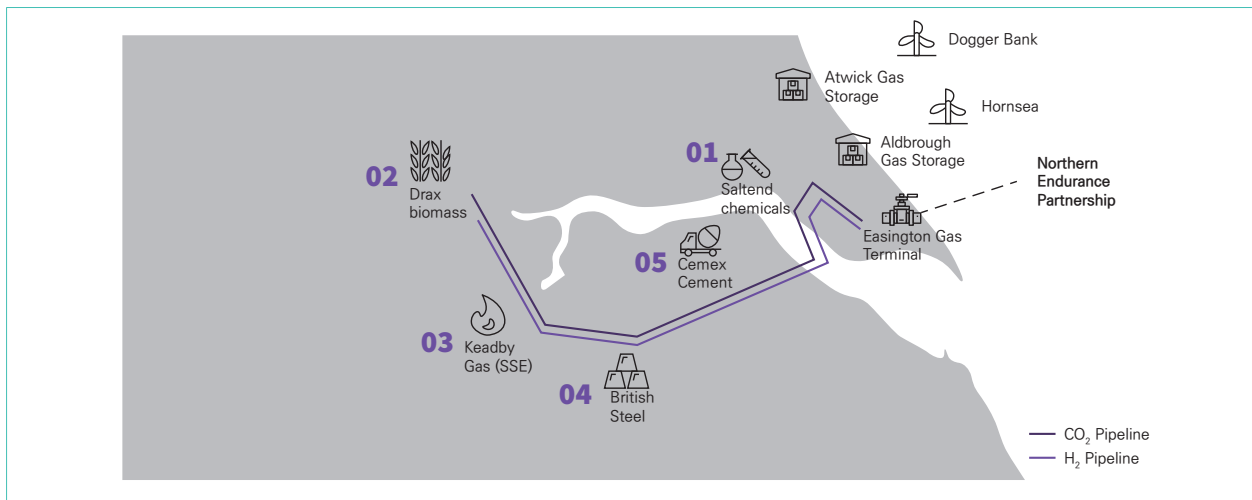 Dogger Bank
Atwick Gas
Storage
Hornsea
Aldbrough
Gas Storage
Northern
Endurance
Partnership
01
Saltend
chemicals
02
Drax
biomass
Easington Gas
Terminal
05
Cemex
Cement
03
Keadby
Gas (SSE)
04
British
Steel
CO₂ Pipeline
H₂ Pipeline